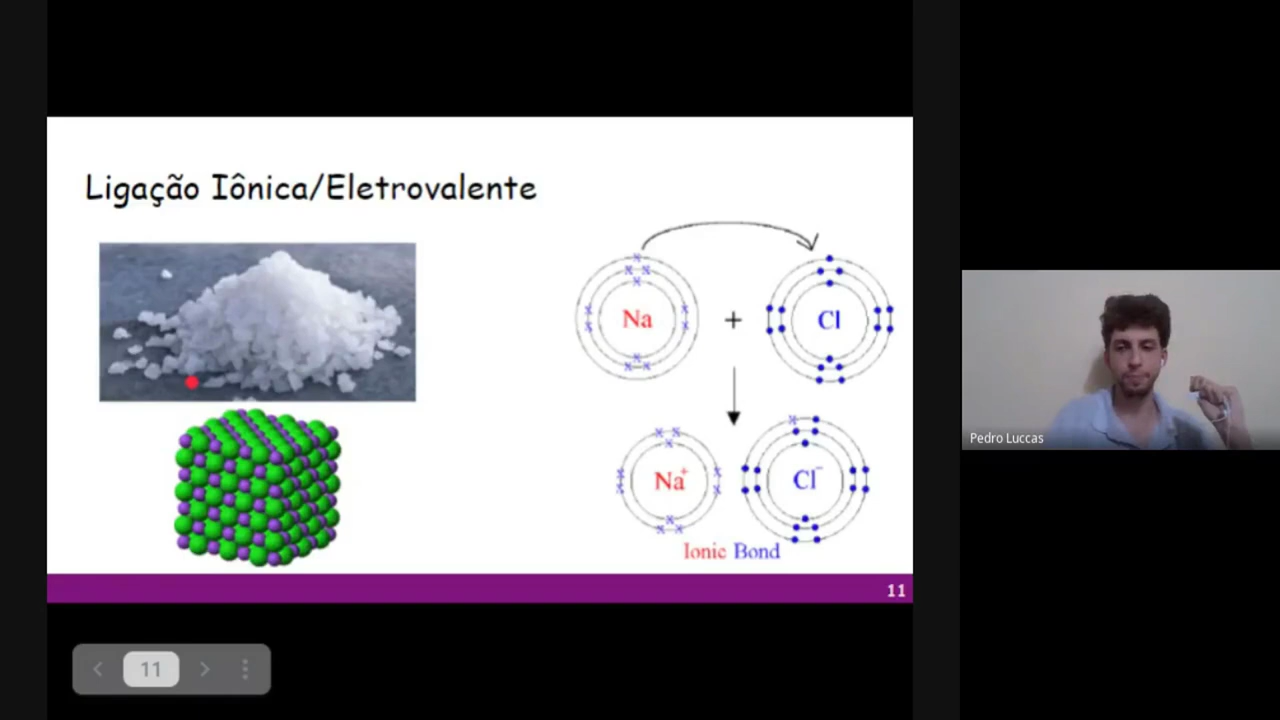 Ligação Iônica/Eletrovalente
Na
+
Cl
Na+
Cl-
Ionic Bond
11
Pedro Luccas
11